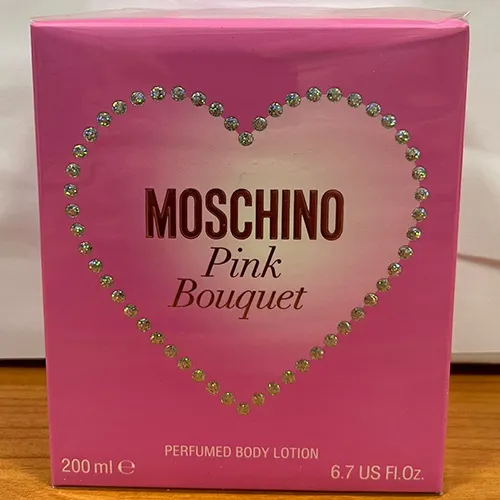 MOSCHINO
Pink
Bouquet
PERFUMED BODY LOTION
200 ml ℮
6.7 US Fl.Oz.